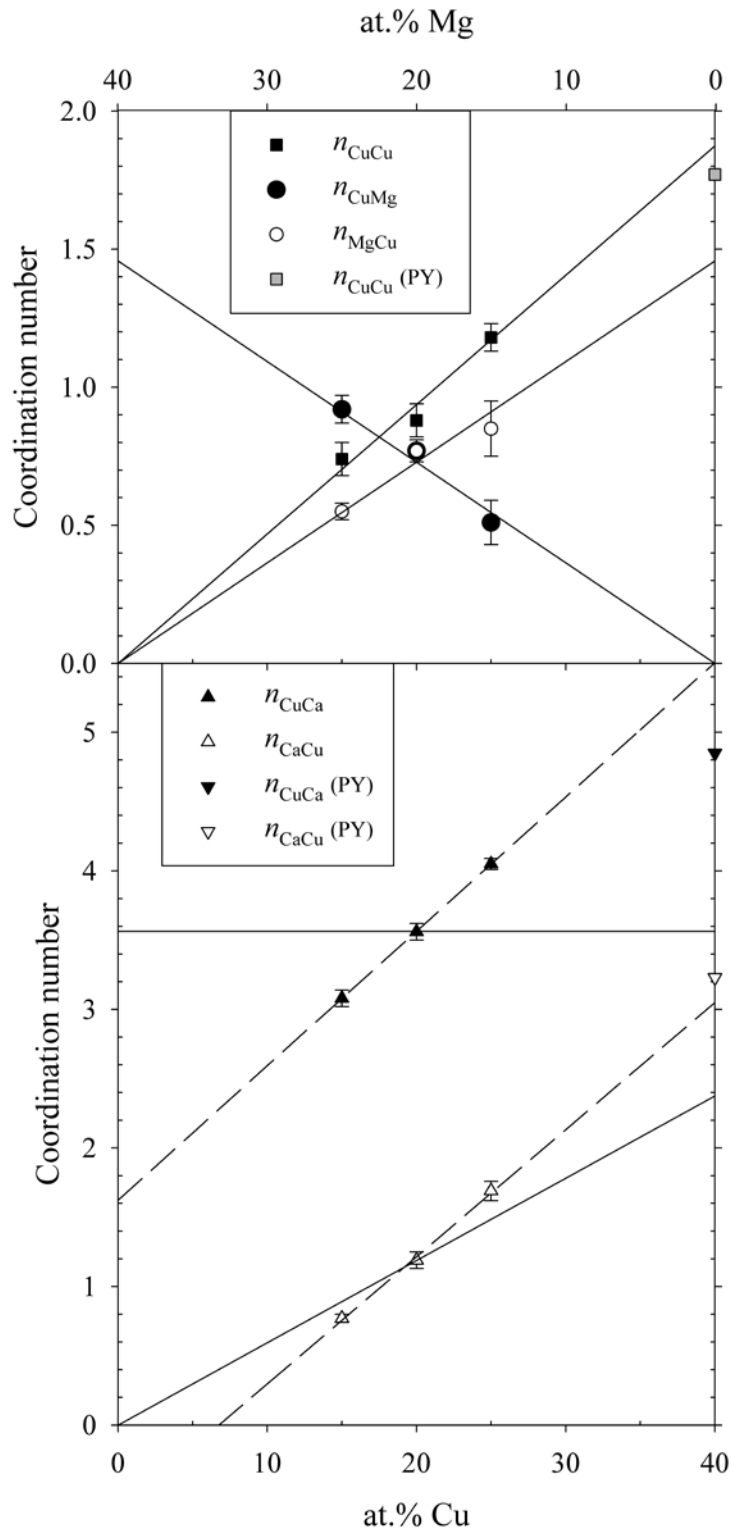 at.% Mg
40 30 20 10 0
2.0
n_CuCu
n_CuMg
n_MgCu
n_CuCu (PY)
1.5
1.0
0.5
0.0
Coordination number
n_CuCa
n_CaCu
n_CuCa (PY)
n_CaCu (PY)
5
4
3
2
1
0
Coordination number
0 10 20 30 40
at.% Cu